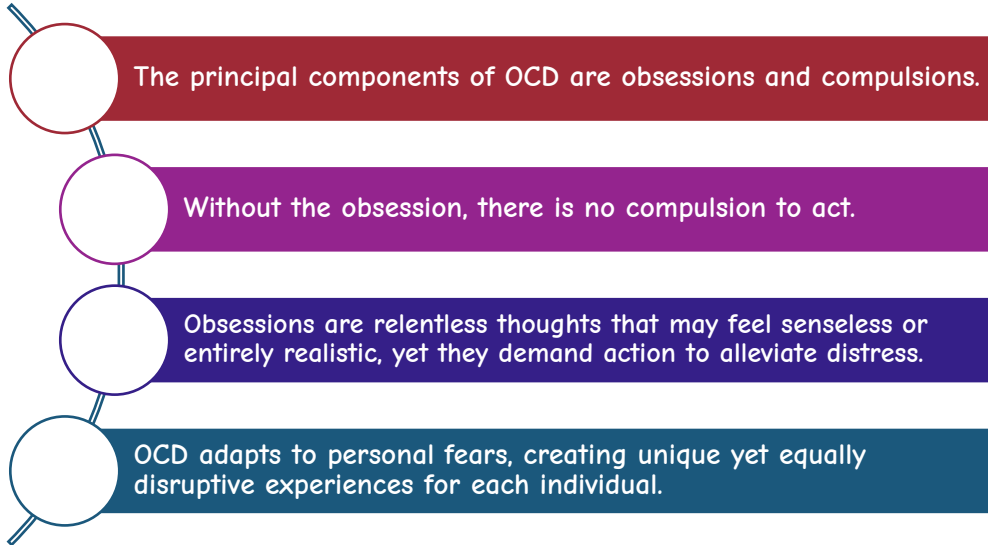 The principal components of OCD are obsessions and compulsions.
Without the obsession, there is no compulsion to act.
Obsessions are relentless thoughts that may feel senseless or
entirely realistic, yet they demand action to alleviate distress.
OCD adapts to personal fears, creating unique yet equally
disruptive experiences for each individual.